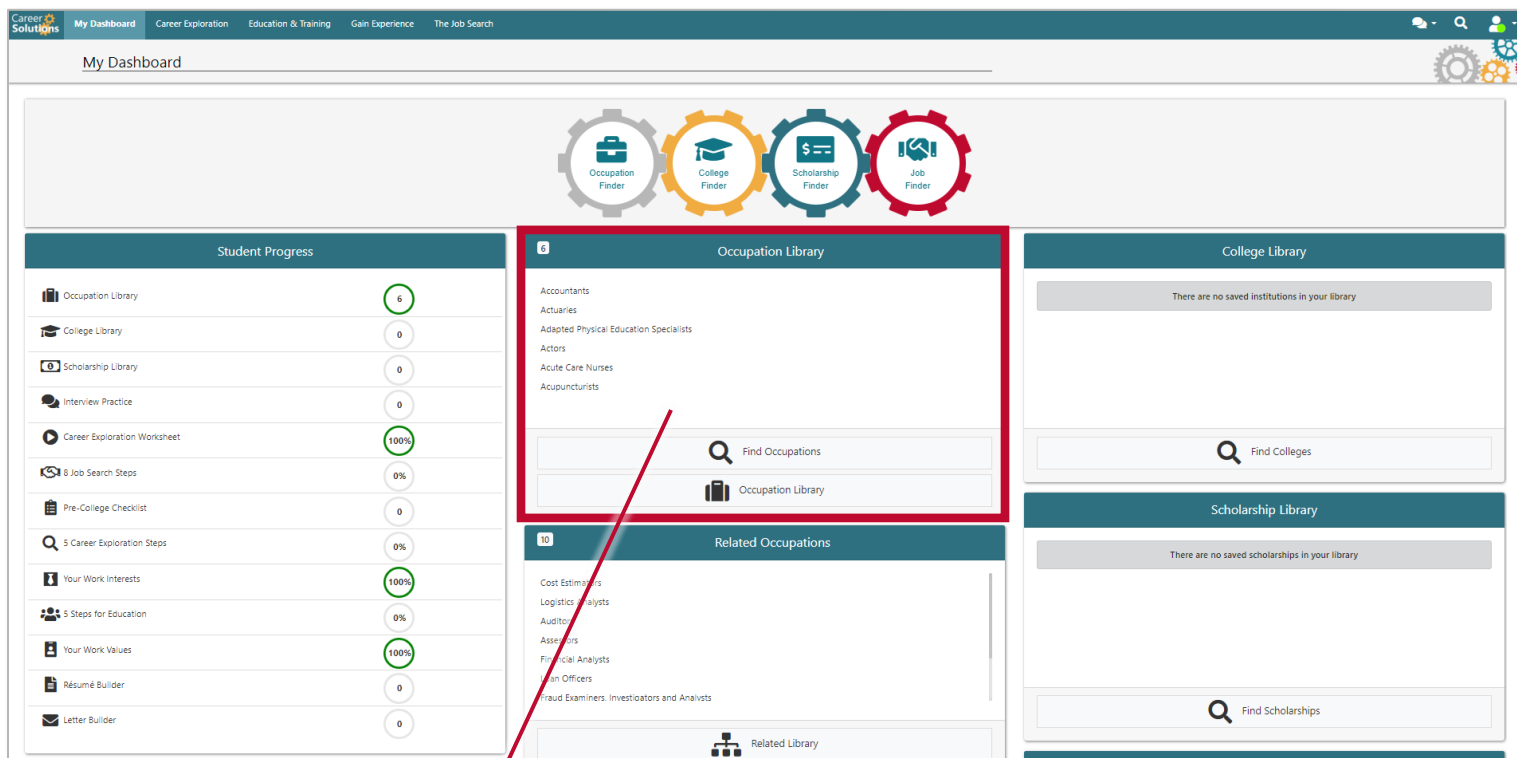 Career
Solutions
My Dashboard
Career Exploration
Education & Training
Gain Experience
The Job Search
My Dashboard
Occupation
Finder
College
Finder
$
Scholarship
Finder
Job
Finder
Student Progress
Occupation Library 6
College Library 0
Scholarship Library 0
Interview Practice 0
Career Exploration Worksheet 100%
8 Job Search Steps 0%
Pre-College Checklist 0
5 Career Exploration Steps 0%
Your Work Interests 100%
5 Steps for Education 0%
Your Work Values 100%
Résumé Builder 0
Letter Builder 0
6 Occupation Library
Accountants
Actuaries
Adapted Physical Education Specialists
Actors
Acute Care Nurses
Acupuncturists
Find Occupations
Occupation Library
10 Related Occupations
Cost Estimators
Logistics Analysts
Auditors
Assessors
Financial Analysts
Loan Officers
Fraud Examiners, Investigators and Analysts
Related Library
College Library
There are no saved institutions in your library
Find Colleges
Scholarship Library
There are no saved scholarships in your library
Find Scholarships